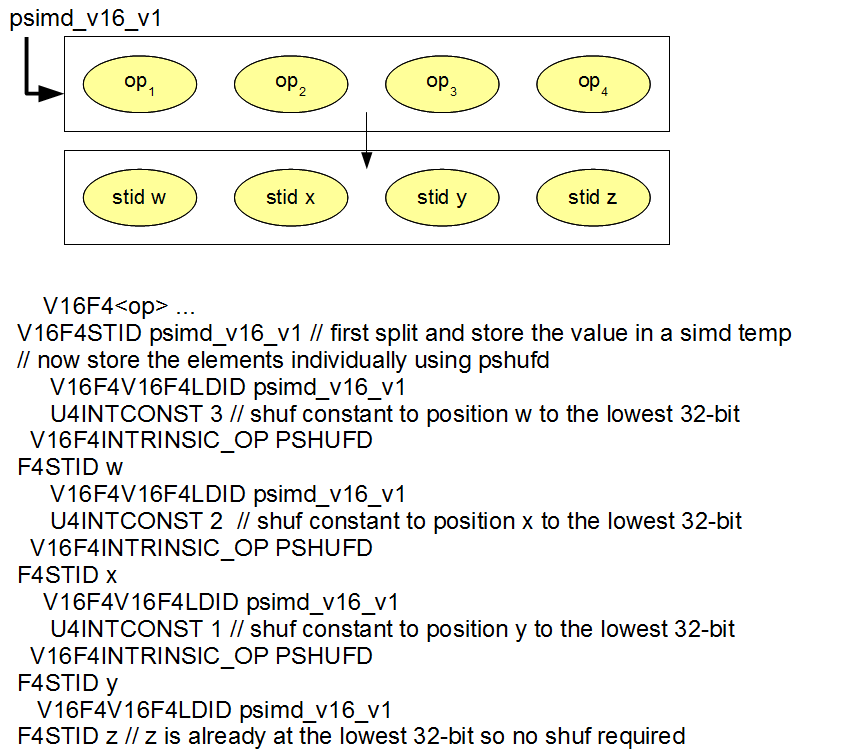 psimd_v16_v1
op1 op2 op3 op4
stid w stid x stid y stid z
V16F4<op> ...
V16F4STID psimd_v16_v1 // first split and store the value in a simd temp
// now store the elements individually using pshufd
V16F4V16F4LDID psimd_v16_v1
U4INTCONST 3 // shuf constant to position w to the lowest 32-bit
V16F4INTRINSIC_OP PSHUFD
F4STID w
V16F4V16F4LDID psimd_v16_v1
U4INTCONST 2 // shuf constant to position x to the lowest 32-bit
V16F4INTRINSIC_OP PSHUFD
F4STID x
V16F4V16F4LDID psimd_v16_v1
U4INTCONST 1 // shuf constant to position y to the lowest 32-bit
V16F4INTRINSIC_OP PSHUFD
F4STID y
V16F4V16F4LDID psimd_v16_v1
F4STID z // z is already at the lowest 32-bit so no shuf required